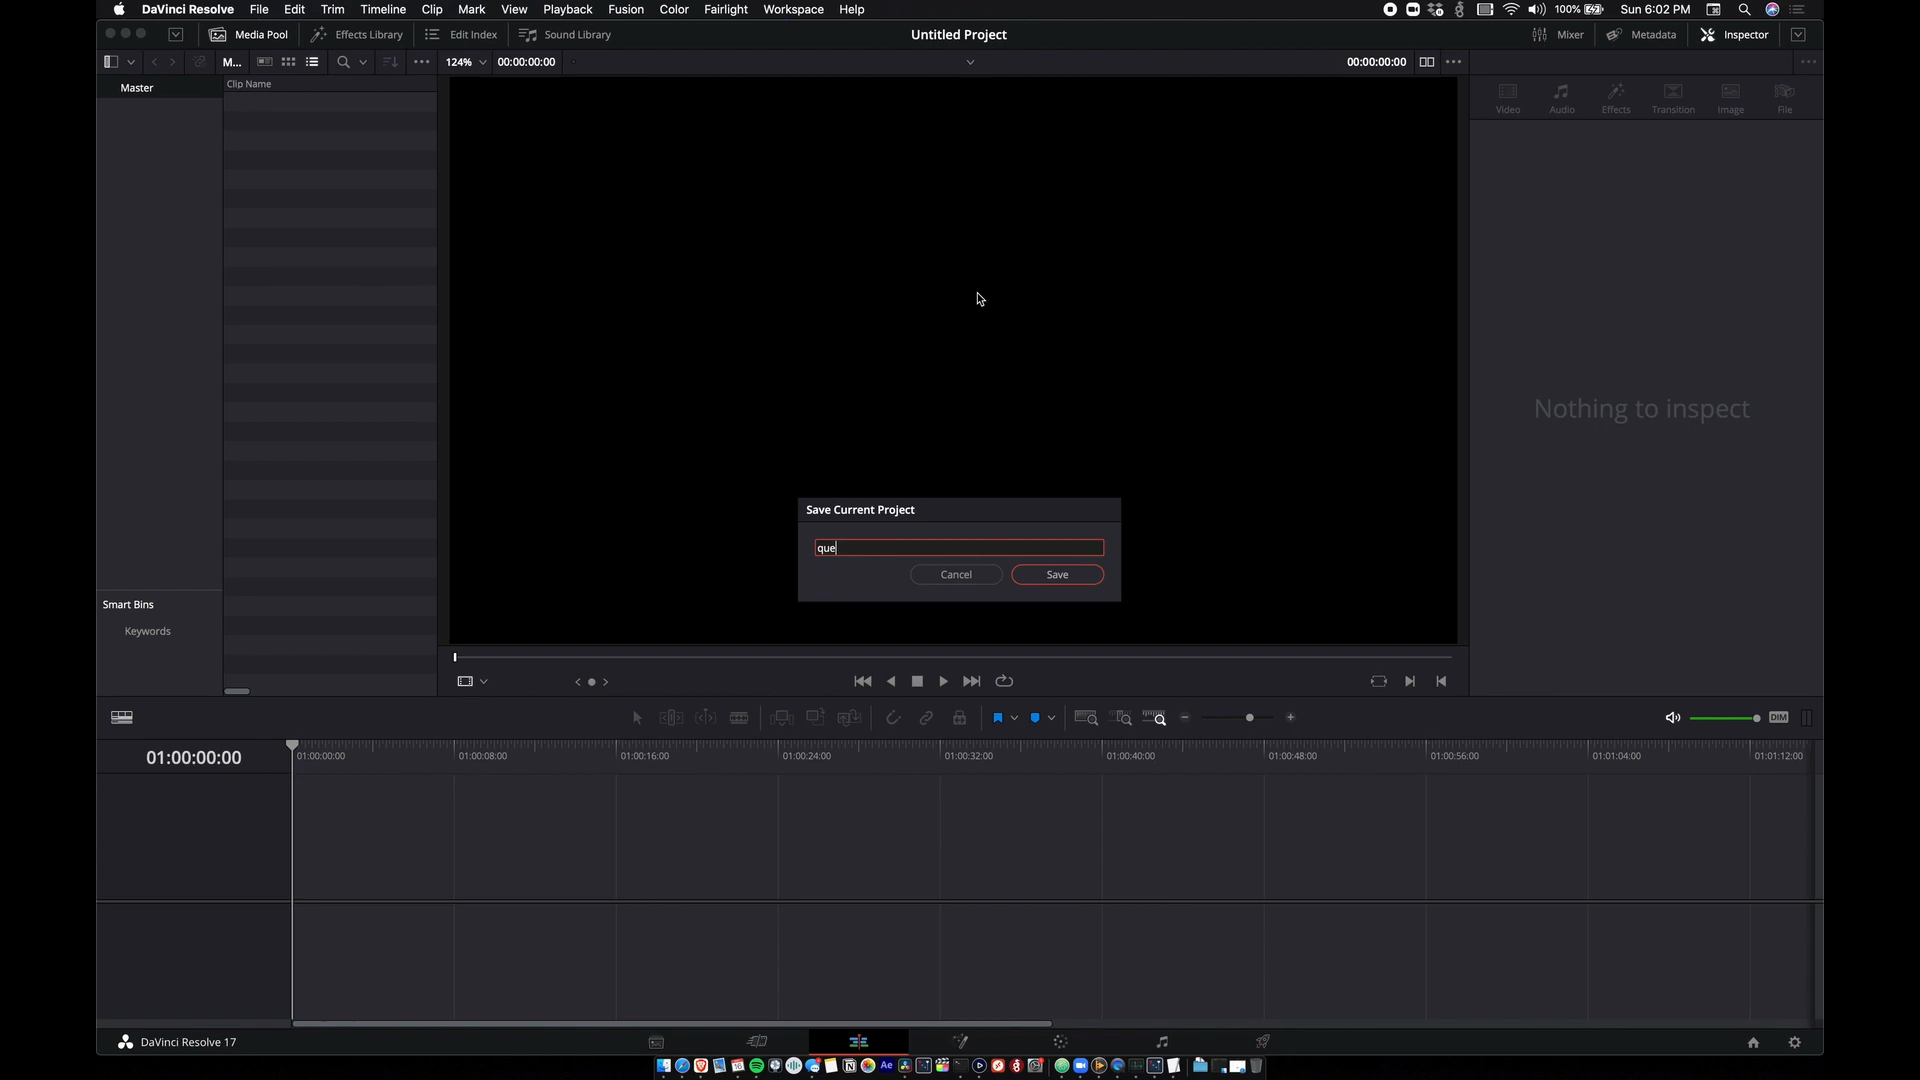 DaVinci Resolve File Edit Trim Timeline Clip Mark View Playback Fusion Color Fairlight Workspace Help 100% Sun 6:02 PM
Media Pool Effects Library Edit Index Sound Library Untitled Project Mixer Metadata Inspector
M... 124% 00:00:00:00 00:00:00:00
Master Clip Name
Video Audio Effects Transition Image File
Nothing to inspect
Save Current Project
que
Cancel Save
Smart Bins
Keywords
DIM
01:00:00:00 01:00:00:00 01:00:08:00 01:00:16:00 01:00:24:00 01:00:32:00 01:00:40:00 01:00:48:00 01:00:56:00 01:01:04:00 01:01:12:00
DaVinci Resolve 17
Ae